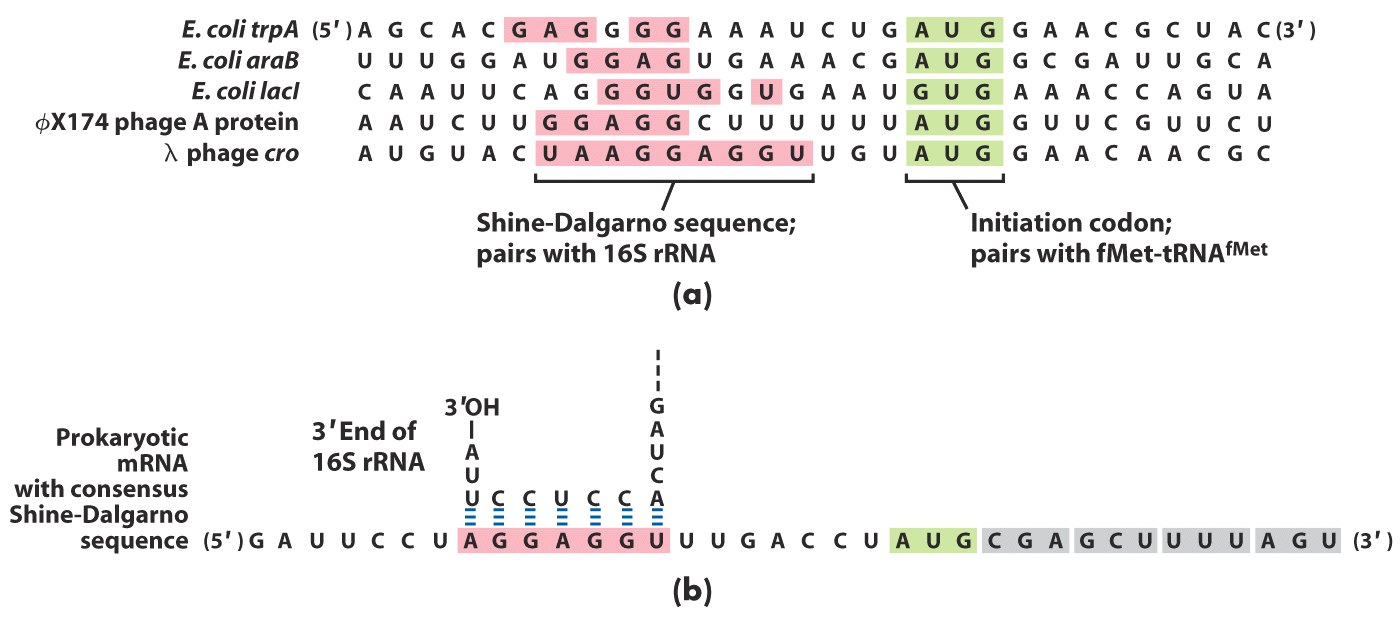 E. coli trpA (5′) A G C A C G A G G G G A A A U C U G A U G G A A C G C U A C (3′)
E. coli araB U U U G G A U G G A G U G A A A C G A U G G C G A U U G C A
E. coli lacI C A A U U C A G G G U G G U G A A U G U G A A A C C A G U A
ϕX174 phage A protein A A U C U U G G A G G C U U U U U U A U G G U U C G U U C U
λ phage cro A U G U A C U A A G G A G G U U G U A U G G A A C A A C G C
Shine-Dalgarno sequence;
pairs with 16S rRNA
Initiation codon;
pairs with fMet-tRNAfMet
(a)
3′OH
A
U
U C C U C C A
C
U
A
G
3′ End of
16S rRNA
Prokaryotic
mRNA
with consensus
Shine-Dalgarno
sequence (5′) G A U U C C U A G G A G G U U U G A C C U A U G C G A G C U U U U A G U (3′)
(b)